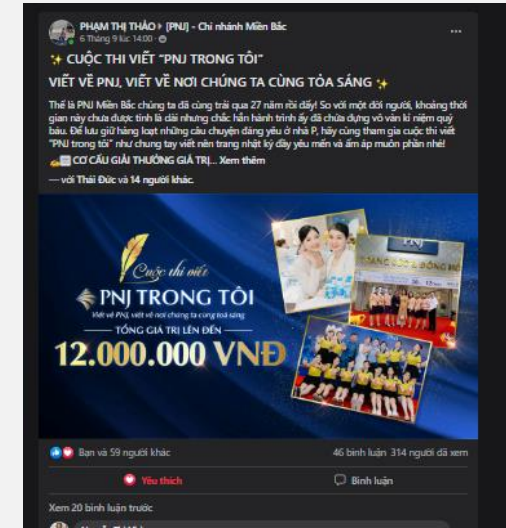 PHẠM THỊ THẢO ▸ [PNJ] - Chi nhánh Miền Bắc
6 Tháng 9 lúc 14:00 ·
✨ CUỘC THI VIẾT “PNJ TRONG TÔI”
VIẾT VỀ PNJ, VIẾT VỀ NƠI CHÚNG TA CÙNG TỎA SÁNG ✨
Thế là PNJ Miền Bắc chúng ta đã cùng trải qua 27 năm rồi đấy! So với một đời người, khoảng thời
gian này chưa được tính là dài nhưng chắc hẳn hành trình ấy đã chứa đựng vô vàn kỉ niệm quý
báu. Để lưu giữ hàng loạt những câu chuyện đáng yêu ở nhà P, hãy cùng tham gia cuộc thi viết
“PNJ trong tôi” như chung tay viết nên trang nhật ký đầy yêu mến và ấm áp muôn phần nhé!
CƠ CẤU GIẢI THƯỞNG GIÁ TRỊ... Xem thêm
— với Thái Đức và 14 người khác.
Cuộc thi viết
PNJ TRONG TÔI
Viết về PNJ, viết về nơi chúng ta cùng toả sáng
TỔNG GIÁ TRỊ LÊN ĐẾN
12.000.000 VNĐ
PNJ
Bạn và 59 người khác
46 bình luận 314 người đã xem
Yêu thích
Bình luận
Xem 20 bình luận trước